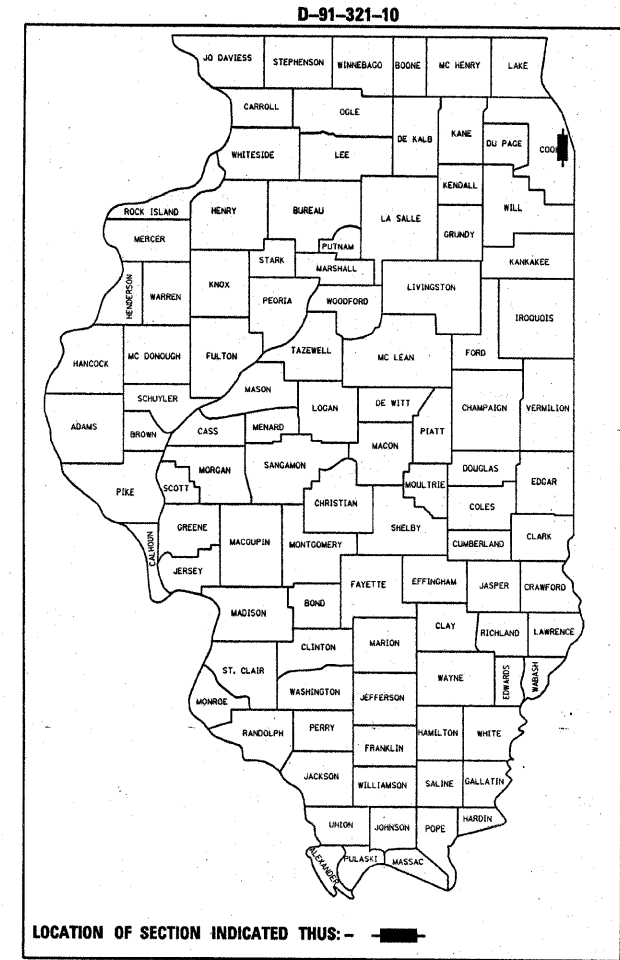 D-91-321-10
JO DAVIESS STEPHENSON WINNEBAGO BOONE MC HENRY LAKE
CARROLL OGLE
DE KALB KANE DU PAGE COO
WHITESIDE LEE
KENDALL
ROCK ISLAND HENRY BUREAU LA SALLE GRUNDY WILL
MERCER PUTNAM
STARK MARSHALL KANKAKEE
HENDERSON WARREN KNOX PEORIA WOODFORD LIVINGSTON IROQUOIS
HANCOCK MC DONOUGH FULTON TAZEWELL MC LEAN FORD
SCHUYLER MASON
LOGAN DE WITT CHAMPAIGN VERMILION
ADAMS BROWN CASS MENARD PIATT
MACON
MORGAN SANGAMON DOUGLAS EDGAR
PIKE SCOTT MOULTRIE
CHRISTIAN COLES
GREENE MACOUPIN SHELBY
CALHOUN MONTGOMERY CUMBERLAND CLARK
JERSEY FAYETTE EFFINGHAM JASPER CRAWFORD
MADISON BOND
CLAY RICHLAND LAWRENCE
CLINTON MARION
ST. CLAIR WAYNE EDWARDS WABASH
WASHINGTON JEFFERSON
MONROE
RANDOLPH PERRY HAMILTON WHITE
FRANKLIN
JACKSON WILLIAMSON SALINE GALLATIN
UNION JOHNSON POPE HARDIN
ALEXANDER PULASKI MASSAC
LOCATION OF SECTION INDICATED THUS: -